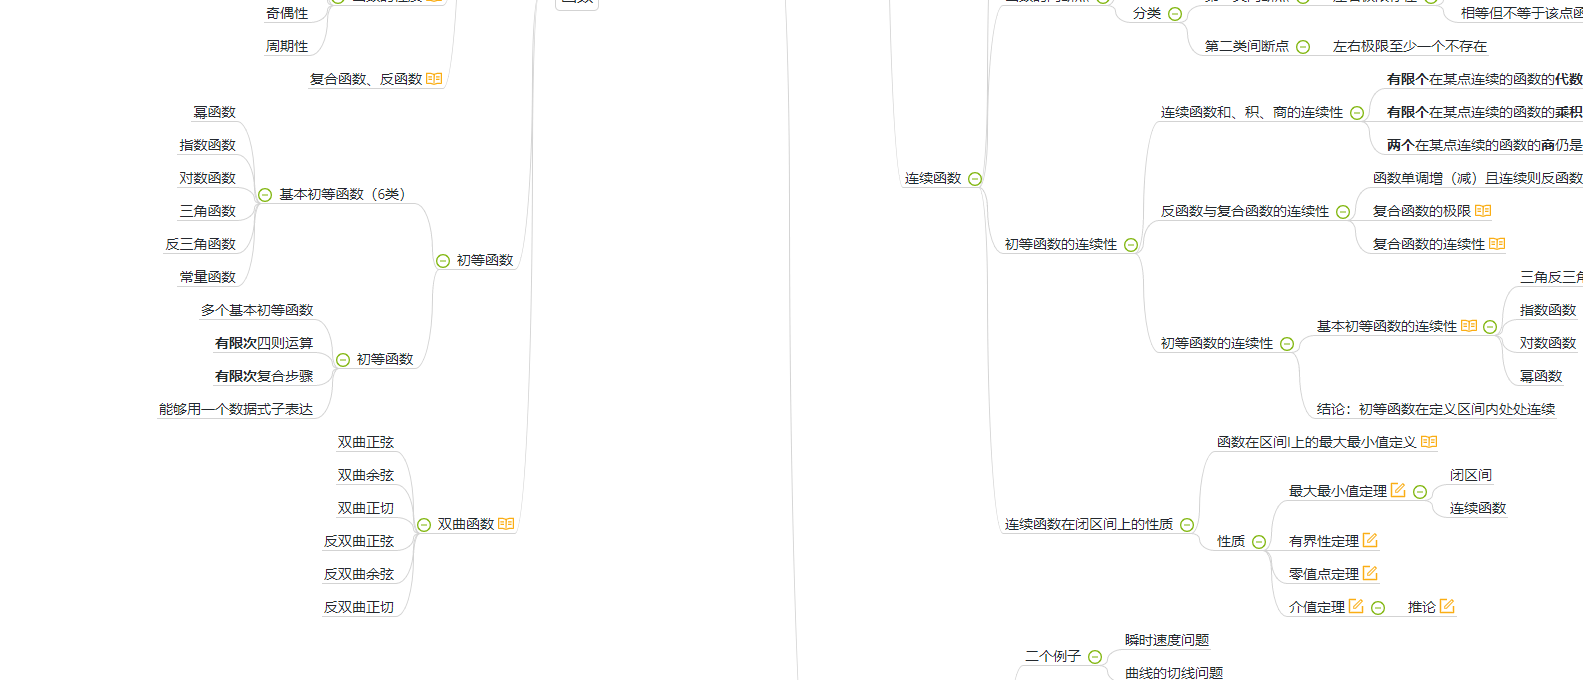 奇偶性
周期性
复合函数、反函数
幂函数
指数函数
对数函数
三角函数
反三角函数
常量函数
基本初等函数（6类）
多个基本初等函数
有限次四则运算
有限次复合步骤
能够用一个数据式子表达
初等函数
初等函数
双曲正弦
双曲余弦
双曲正切
反双曲正弦
反双曲余弦
反双曲正切
双曲函数
分类
相等但不等于该点函
第二类间断点
左右极限至少一个不存在
连续函数
初等函数的连续性
连续函数和、积、商的连续性
有限个在某点连续的函数的代数
有限个在某点连续的函数的乘积
两个在某点连续的函数的商仍是
反函数与复合函数的连续性
函数单调增（减）且连续则反函数
复合函数的极限
复合函数的连续性
初等函数的连续性
基本初等函数的连续性
三角反三角
指数函数
对数函数
幂函数
结论：初等函数在定义区间内处处连续
连续函数在闭区间上的性质
函数在区间I上的最大最小值定义
性质
最大最小值定理
闭区间
连续函数
有界性定理
零值点定理
介值定理
推论
二个例子
瞬时速度问题
曲线的切线问题